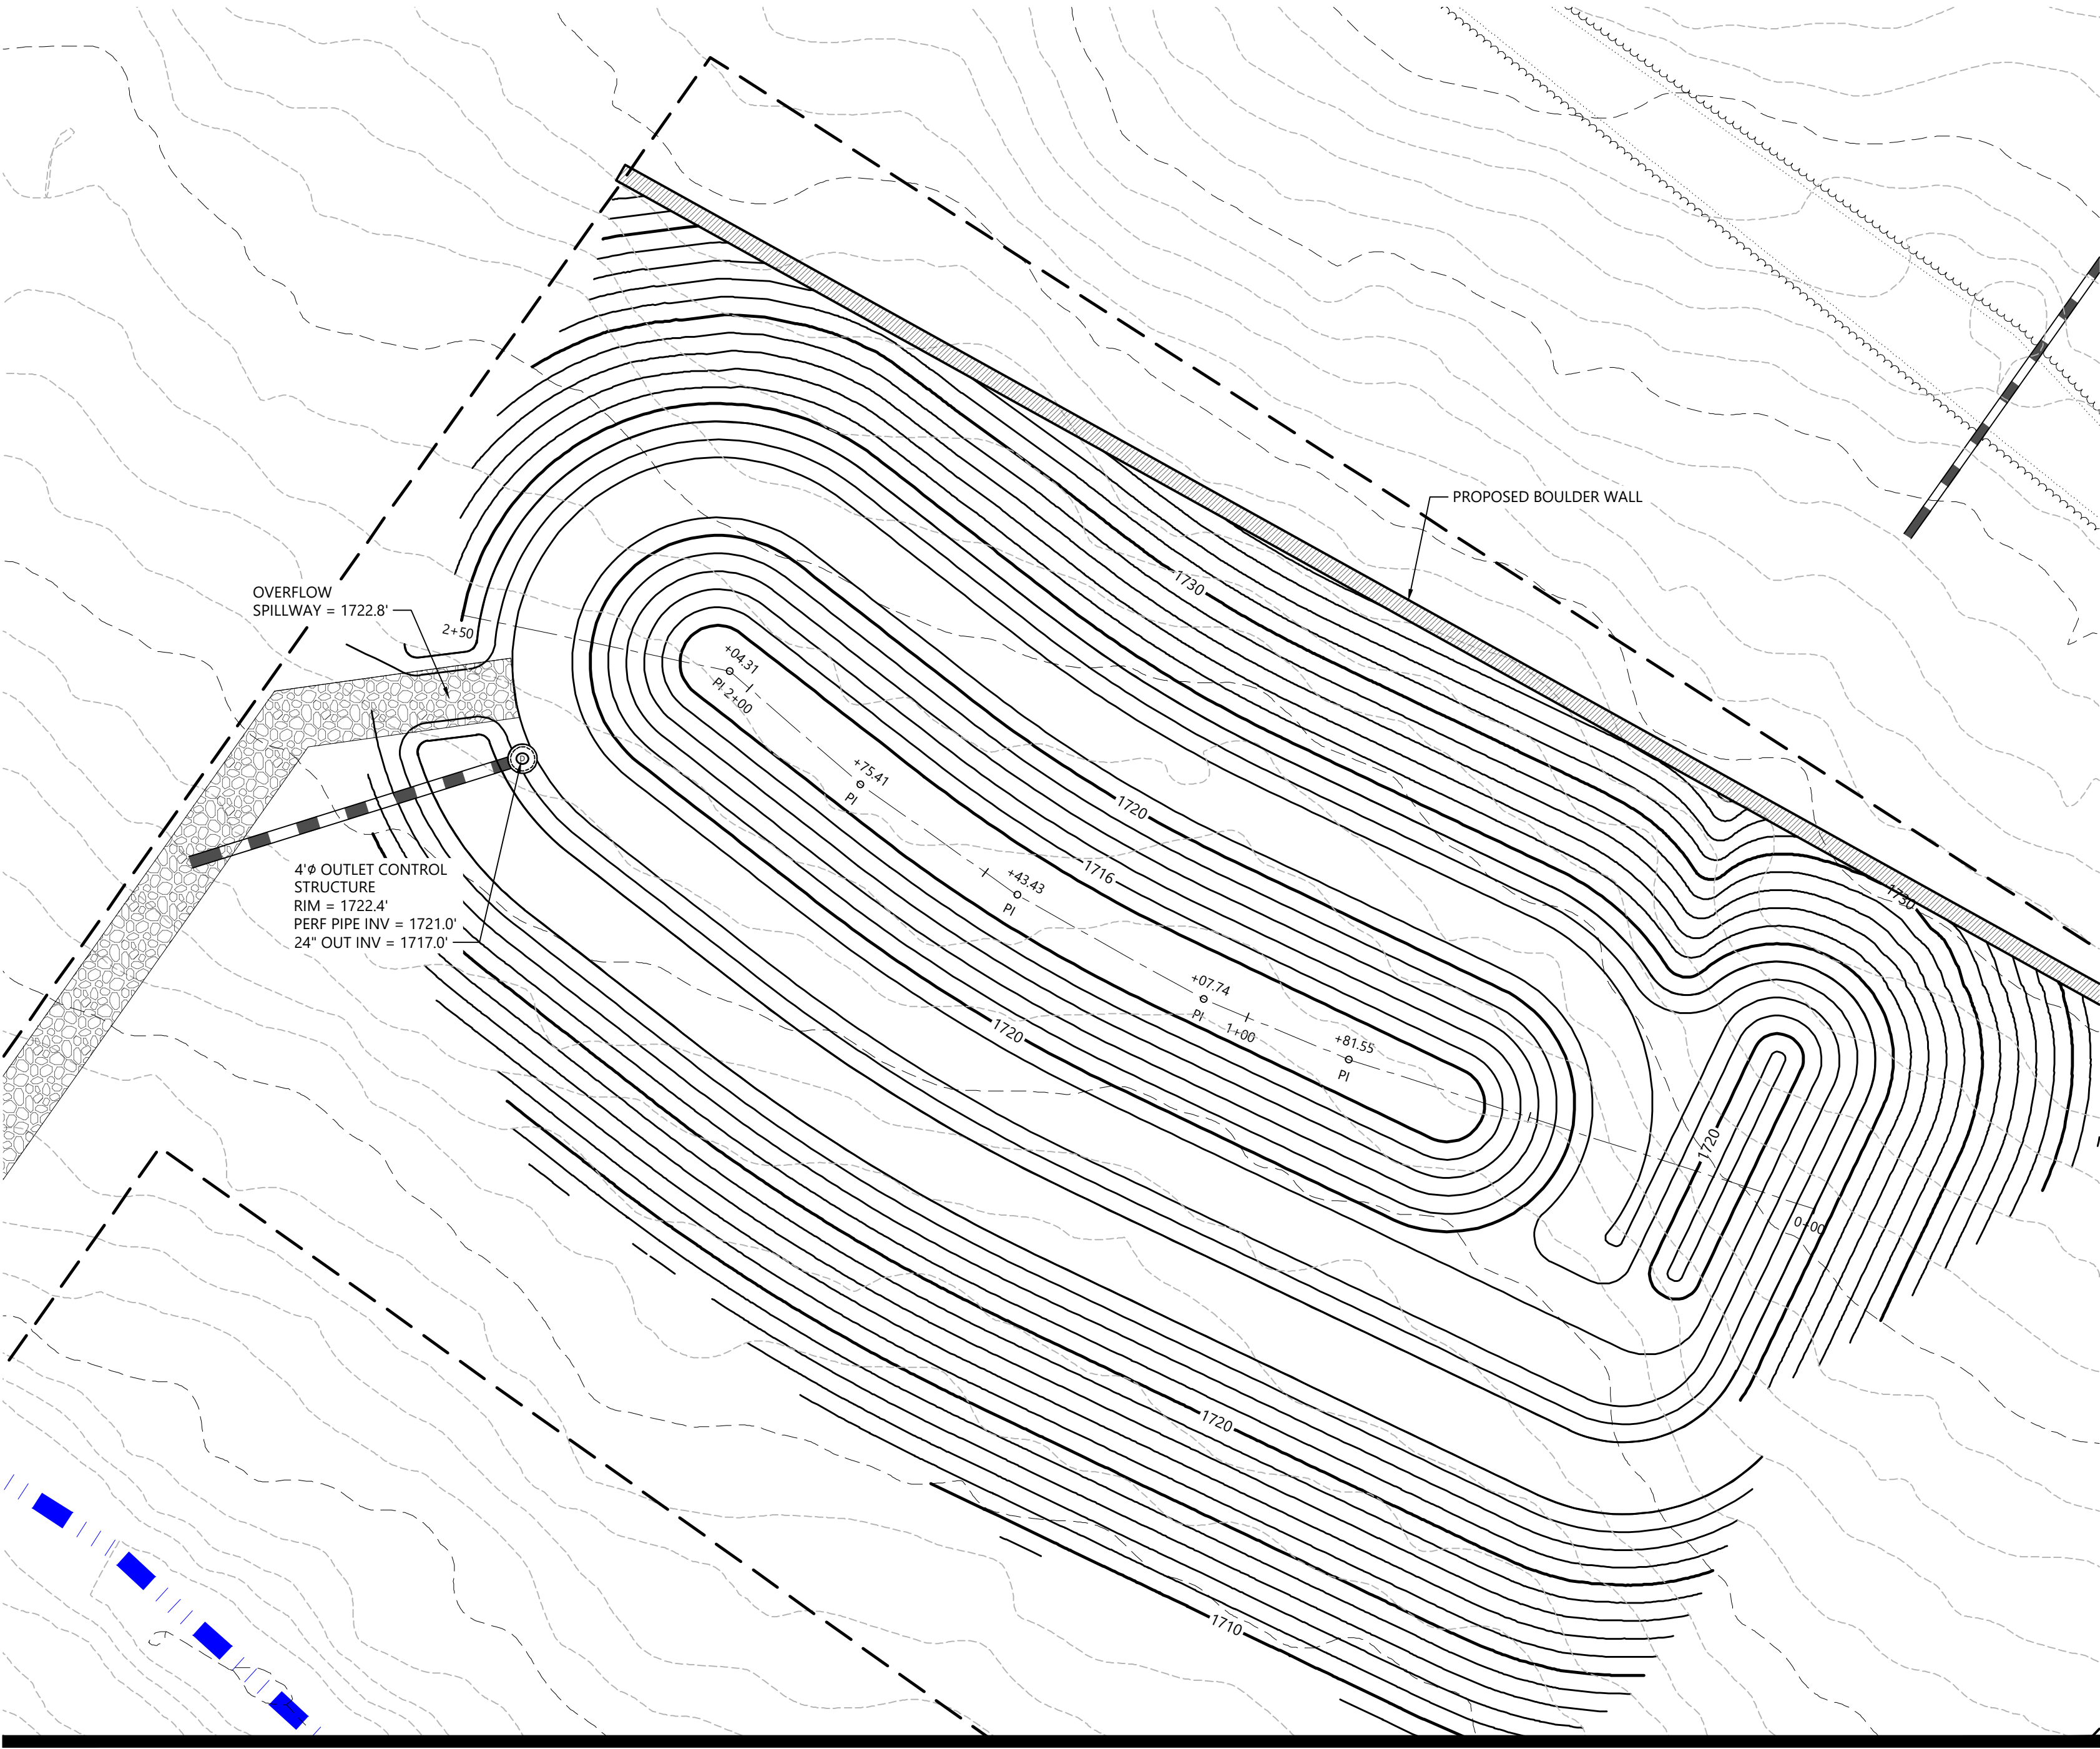 PROPOSED BOULDER WALL
1730
OVERFLOW
SPILLWAY = 1722.8'
2+50
+04.31
PI 2+00
+75.41
PI
1720
1716
+43.43
PI
1730
4'ø OUTLET CONTROL
STRUCTURE
RIM = 1722.4'
PERF PIPE INV = 1721.0'
24" OUT INV = 1717.0'
+07.74
PI
1+00
1720
+81.55
PI
1720
0+00
1720
1710
D